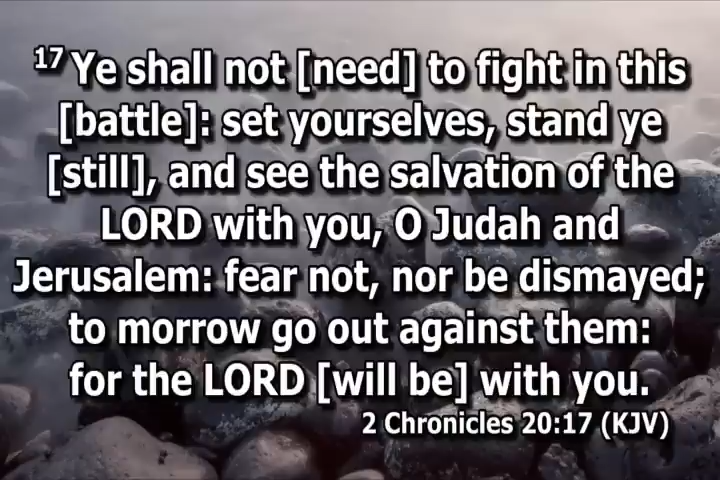 17 Ye shall not [need] to fight in this
[battle]: set yourselves, stand ye
[still], and see the salvation of the
LORD with you, O Judah and
Jerusalem: fear not, nor be dismayed;
to morrow go out against them:
for the LORD [will be] with you.
2 Chronicles 20:17 (KJV)